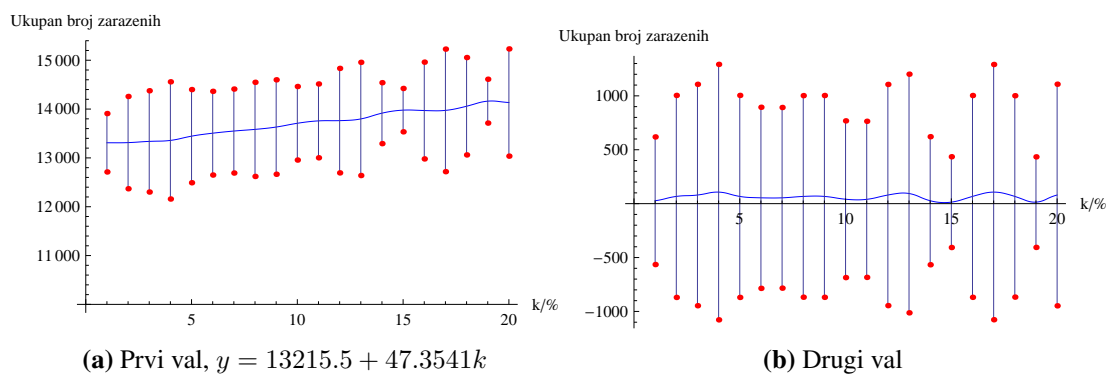 Ukupan broj zarazenih
15 000
14 000
13 000
12 000
11 000
5
10
15
20
k/%
(a) Prvi val, y = 13215.5 + 47.3541k
Ukupan broj zarazenih
1000
500
−500
−1000
5
10
15
20
k/%
(b) Drugi val